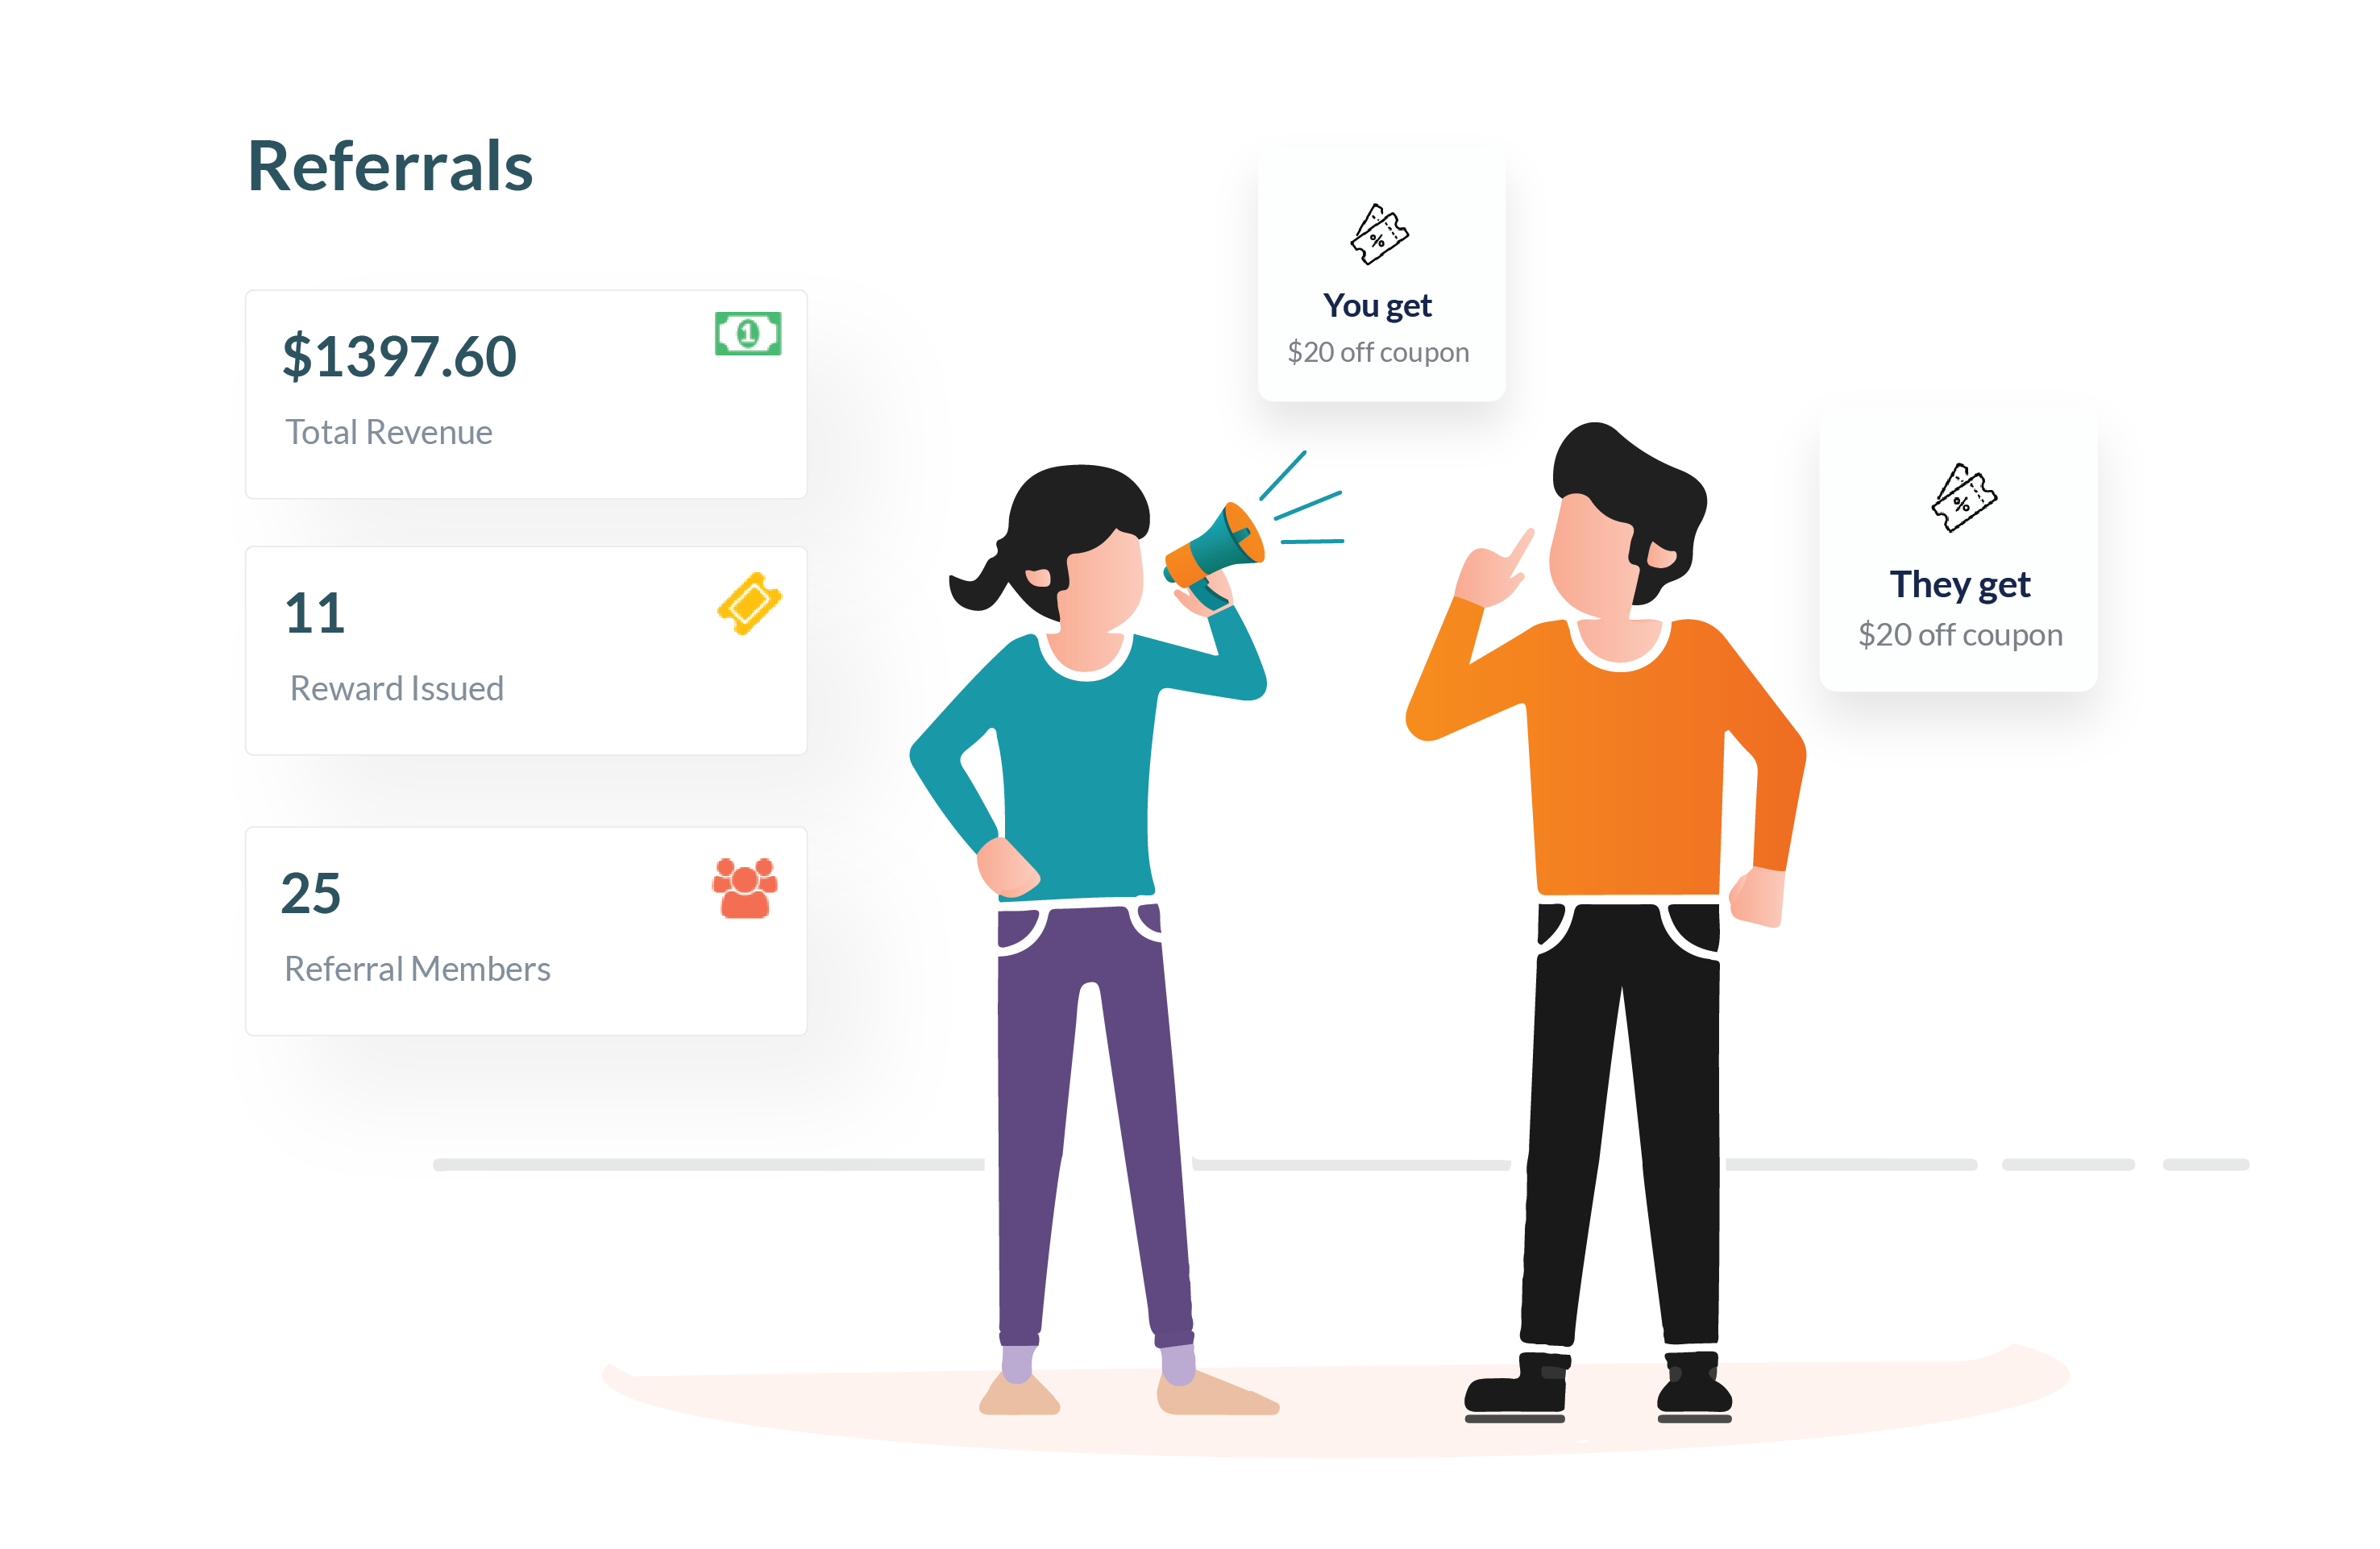 Referrals
$1397.60
Total Revenue
11
Reward Issued
25
Referral Members
1
%
You get
$20 off coupon
%
They get
$20 off coupon